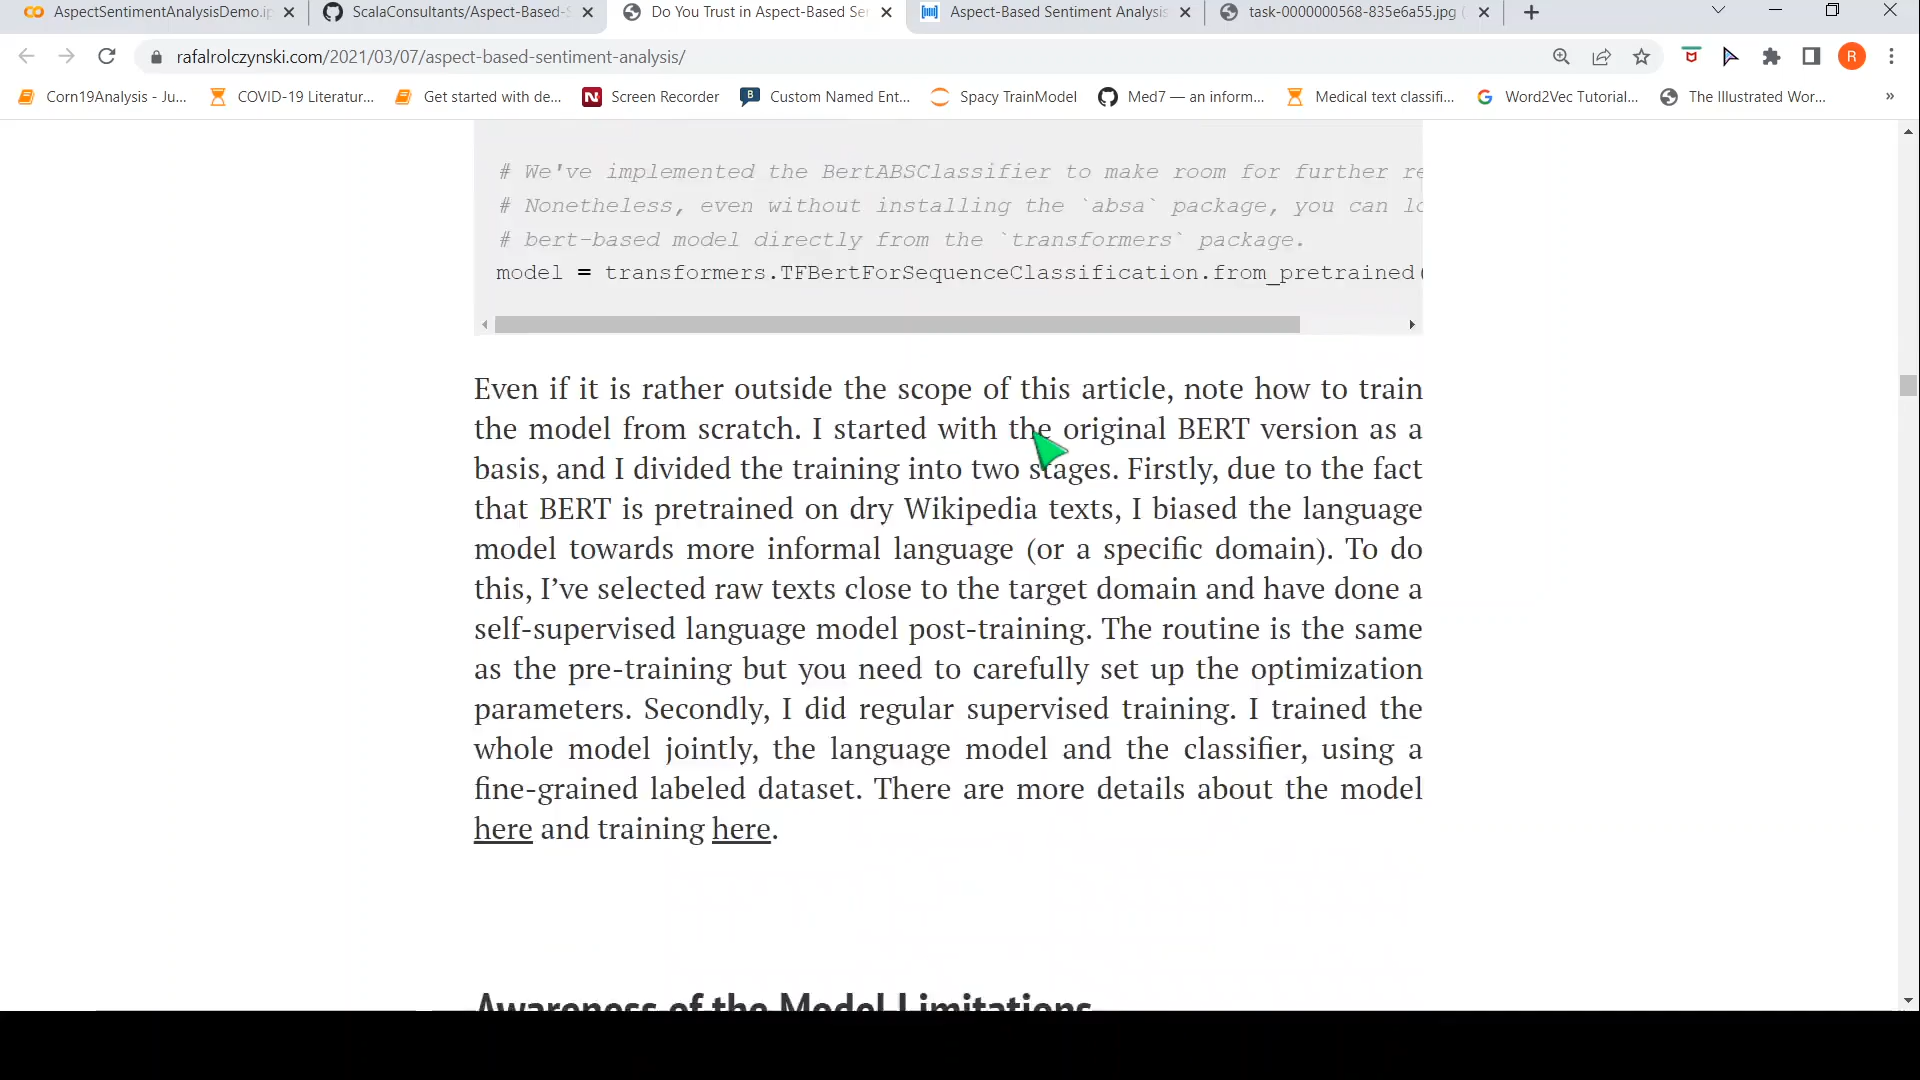 AspectSentimentAnalysisDemo.ip
ScalaConsultants/Aspect-Based-S
Do You Trust in Aspect-Based Se
Aspect-Based Sentiment Analysis
task-0000000568-835e6a55.jpg (
rafalrolczynski.com/2021/03/07/aspect-based-sentiment-analysis/
R
Corn19Analysis - Ju...
COVID-19 Literatur...
Get started with de...
Screen Recorder
Custom Named Ent...
Spacy TrainModel
Med7 — an inform...
Medical text classifi...
Word2Vec Tutorial...
The Illustrated Wor...
»
# We've implemented the BertABSClassifier to make room for further re
# Nonetheless, even without installing the `absa` package, you can lo
# bert-based model directly from the `transformers` package.
model = transformers.TFBertForSequenceClassification.from_pretrained(
Even if it is rather outside the scope of this article, note how to train
the model from scratch. I started with the original BERT version as a
basis, and I divided the training into two stages. Firstly, due to the fact
that BERT is pretrained on dry Wikipedia texts, I biased the language
model towards more informal language (or a specific domain). To do
this, I’ve selected raw texts close to the target domain and have done a
self-supervised language model post-training. The routine is the same
as the pre-training but you need to carefully set up the optimization
parameters. Secondly, I did regular supervised training. I trained the
whole model jointly, the language model and the classifier, using a
fine-grained labeled dataset. There are more details about the model
here and training here.
Awareness of the Model Limitations